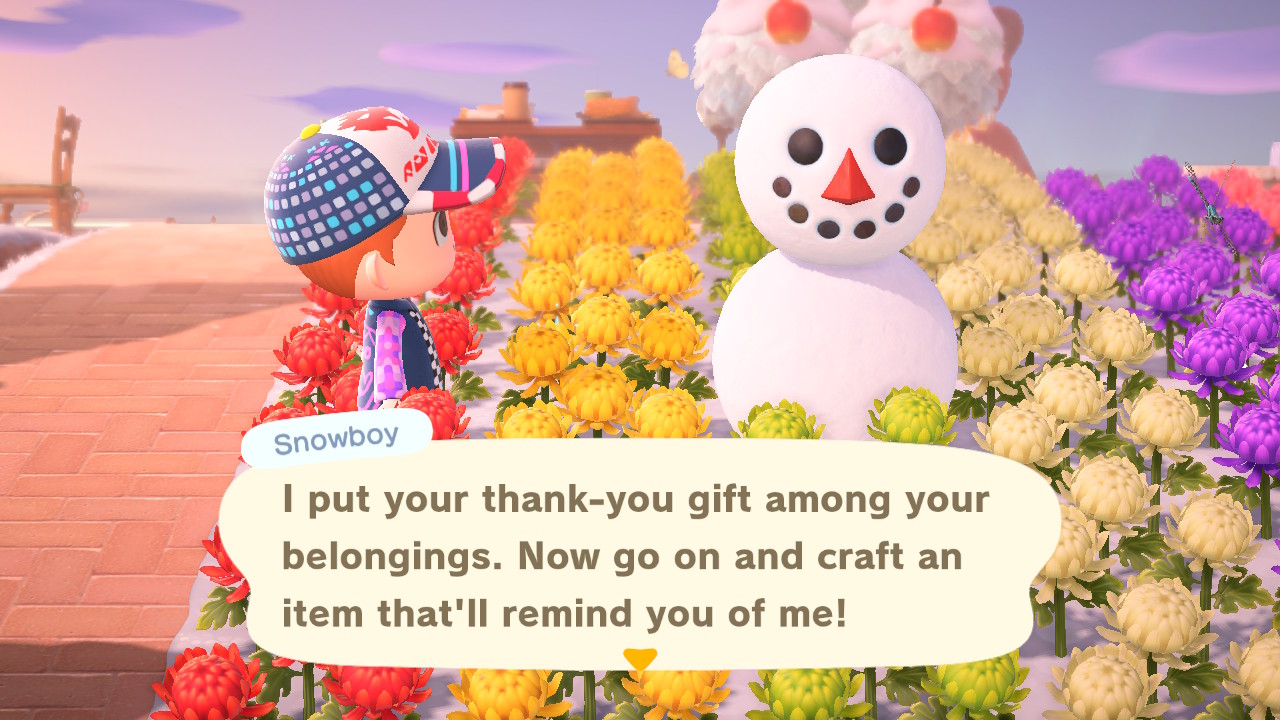 Snowboy
I put your thank-you gift among your
belongings. Now go on and craft an
item that'll remind you of me!